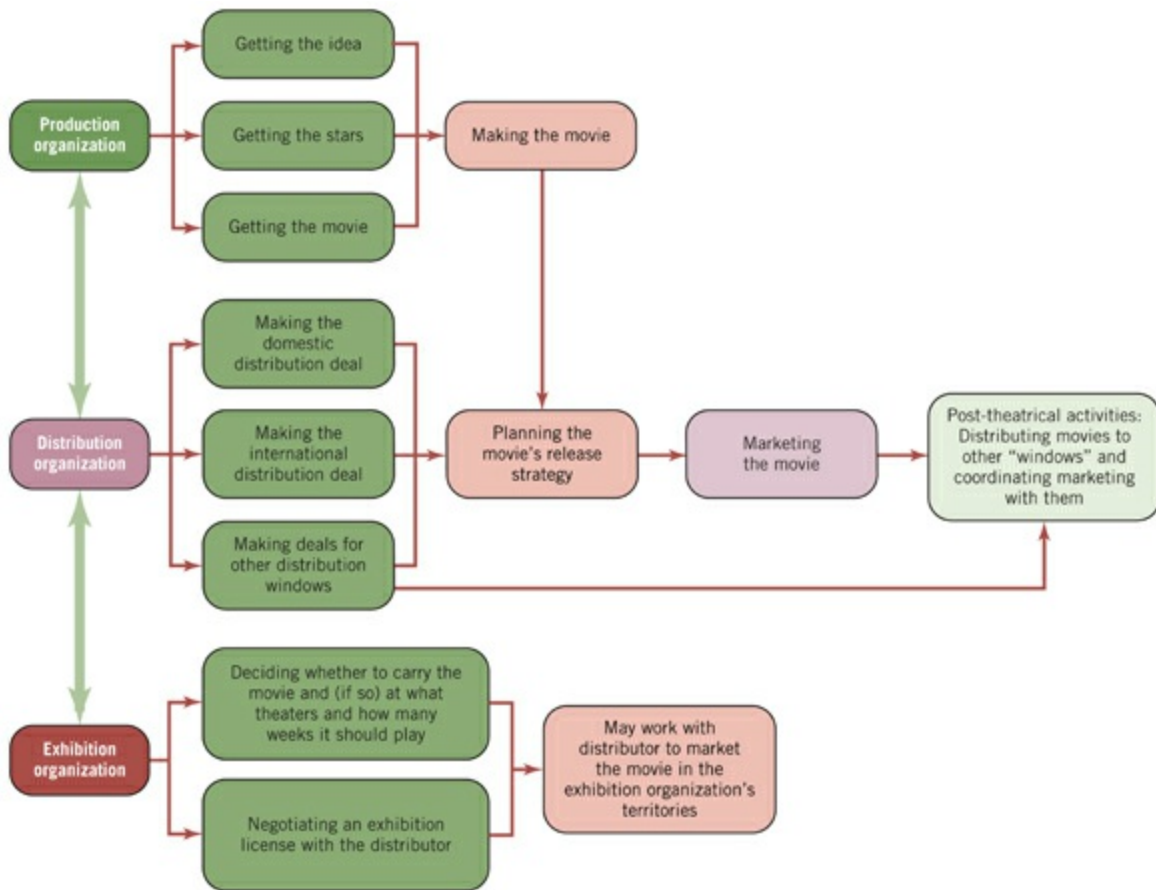 Getting the idea
Production
organization
Getting the stars
Making the movie
Getting the movie
Making the
domestic
distribution deal
Distribution
organization
Making the
international
distribution deal
Planning the
movie's release
strategy
Marketing
the movie
Post-theatrical activities:
Distributing movies to
other “windows” and
coordinating marketing
with them
Making deals for
other distribution
windows
Deciding whether to carry the
movie and (if so) at what
theaters and how many
weeks it should play
Exhibition
organization
May work with
distributor to market
the movie in the
exhibition organization's
territories
Negotiating an exhibition
license with the distributor